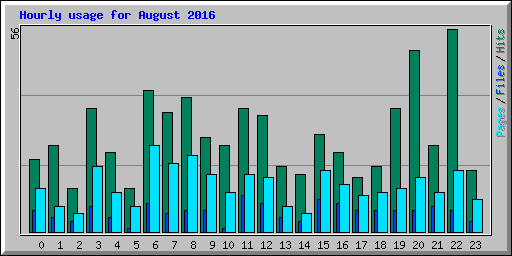 Hourly usage for August 2016
56
Pages / Files / Hits
0 1 2 3 4 5 6 7 8 9 10 11 12 13 14 15 16 17 18 19 20 21 22 23